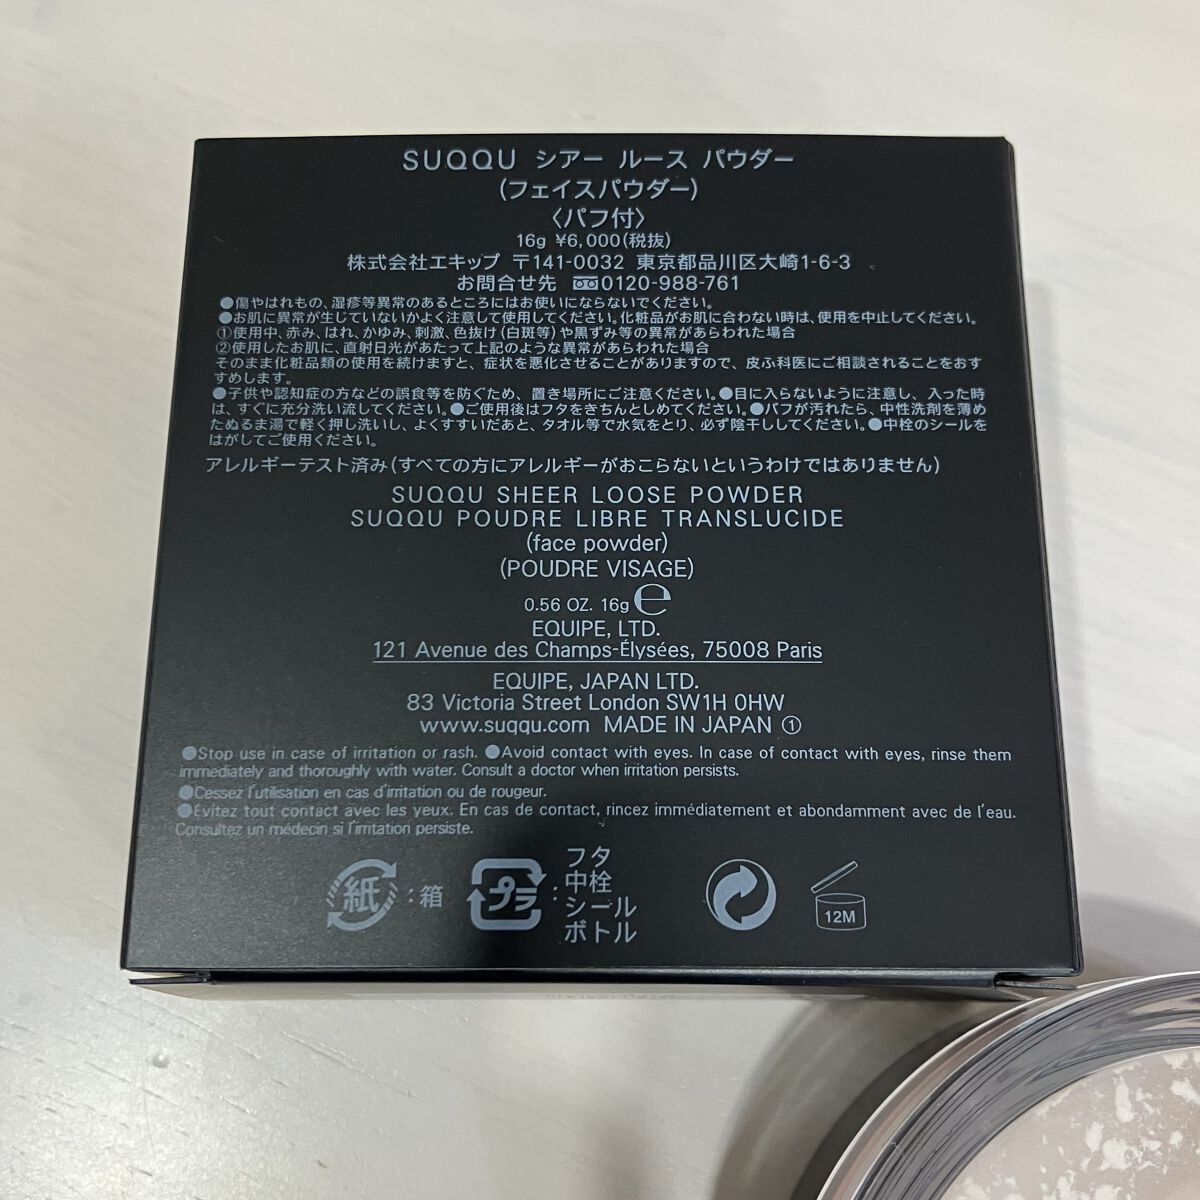 SUQQU シアー ルース パウダー
(フェイスパウダー)
〈パフ付〉
16g ¥6,000(税抜)
株式会社エキップ 〒141-0032 東京都品川区大崎1-6-3
お問合せ先 0120-988-761
●傷やはれもの、湿疹等異常のあるところにはお使いにならないでください。
●お肌に異常が生じていないかよく注意して使用してください。化粧品がお肌に合わない時は、使用を中止してください。
①使用中、赤み、はれ、かゆみ、刺激、色抜け(白斑等)や黒ずみ等の異常があらわれた場合
②使用したお肌に、直射日光があたって上記のような異常があらわれた場合
そのまま化粧品類の使用を続けますと、症状を悪化させることがありますので、皮ふ科医にご相談されることをおす
すめします。
●子供や認知症の方などの誤食等を防ぐため、置き場所にご注意ください。●目に入らないように注意し、入った時
は、すぐに充分洗い流してください。●ご使用後はフタをきちんとしめてください。●パフが汚れたら、中性洗剤を薄め
たぬるま湯で軽く押し洗いし、よくすすいだあと、タオル等で水気をとり、必ず陰干ししてください。●中栓のシールを
はがしてご使用ください。
アレルギーテスト済み(すべての方にアレルギーがおこらないというわけではありません)
SUQQU SHEER LOOSE POWDER
SUQQU POUDRE LIBRE TRANSLUCIDE
(face powder)
(POUDRE VISAGE)
0.56 OZ. 16g ℮
EQUIPE, LTD.
121 Avenue des Champs-Élysées, 75008 Paris
EQUIPE, JAPAN LTD.
83 Victoria Street London SW1H 0HW
www.suqqu.com MADE IN JAPAN ①
●Stop use in case of irritation or rash. ●Avoid contact with eyes. In case of contact with eyes, rinse them
immediately and thoroughly with water. Consult a doctor when irritation persists.
●Cessez l'utilisation en cas d'irritation ou de rougeur.
●Évitez tout contact avec les yeux. En cas de contact, rincez immédiatement et abondamment avec de l'eau.
Consultez un médecin si l'irritation persiste.
紙 : 箱
プラ :
フタ
中栓
シール
ボトル
12M